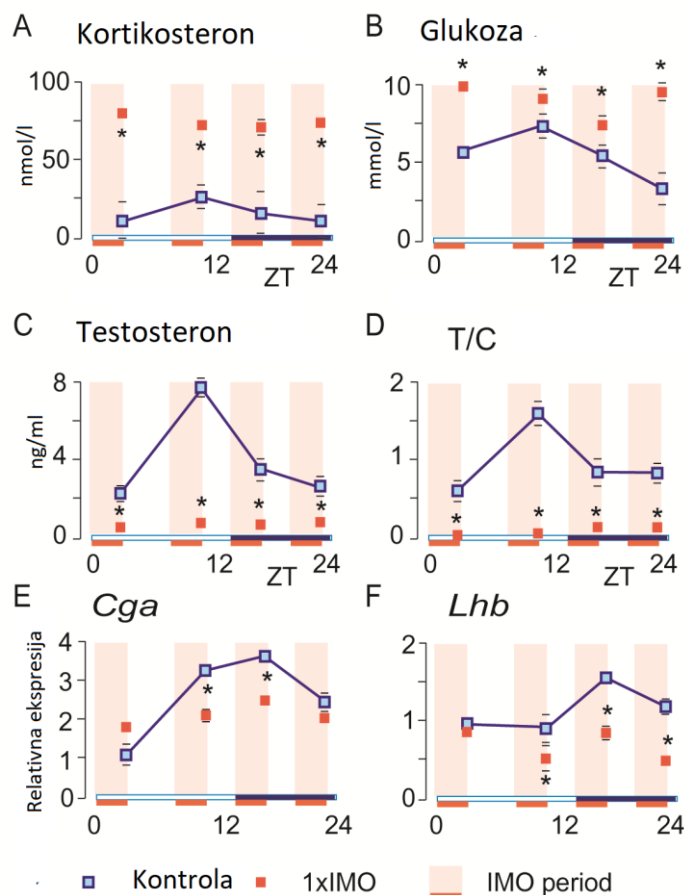 A Kortikosteron
B Glukoza
100
50
0
nmol/l
* * * *
0 12 24
ZT
10
5
0
mmol/l
* * * *
0 12 24
ZT
C Testosteron
D T/C
8
4
0
ng/ml
* * * *
0 12 24
ZT
2
1
0
* * * *
0 12 24
E Cga
F Lhb
4
3
2
1
0
Relativna ekspresija
* *
0 12 24
2
1
0
* * *
0 12 24
Kontrola 1xIMO IMO period